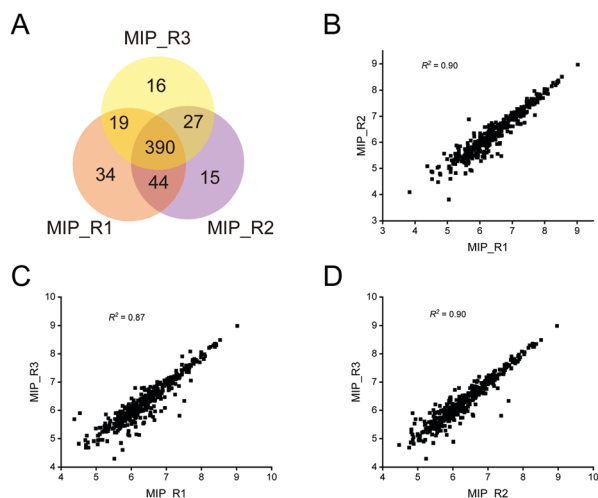 A
MIP_R3
16
19
27
390
34
44
15
MIP_R1
MIP_R2
B
R² = 0.90
9
8
7
6
5
4
3
MIP_R2
3 4 5 6 7 8 9
MIP_R1
C
R² = 0.87
10
9
8
7
6
5
4
MIP_R3
4 5 6 7 8 9 10
MIP_R1
D
R² = 0.90
10
9
8
7
6
5
4
MIP_R3
4 5 6 7 8 9 10
MIP_R2